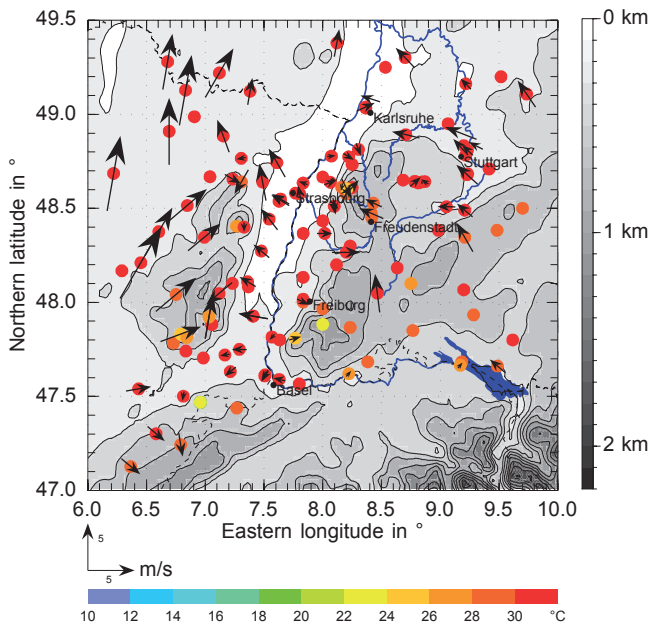 49.5
49.0
48.5
48.0
47.5
47.0
Northern latitude in °
6.0 6.5 7.0 7.5 8.0 8.5 9.0 9.5 10.0
Eastern longitude in °
Karlsruhe
Stuttgart
Strasbourg
Freudenstadt
Freiburg
Basel
0 km
1 km
2 km
5
5
m/s
10 12 14 16 18 20 22 24 26 28 30 °C